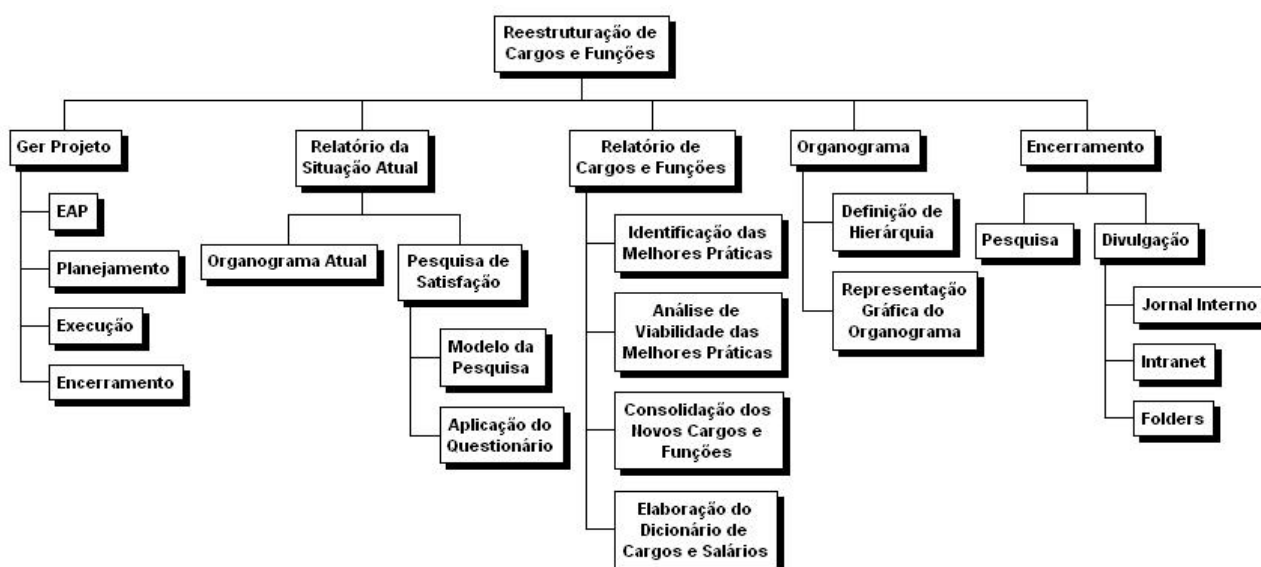 Reestruturação de
Cargos e Funções
Ger Projeto
EAP
Planejamento
Execução
Encerramento
Relatório da
Situação Atual
Organograma Atual
Pesquisa de
Satisfação
Modelo da
Pesquisa
Aplicação do
Questionário
Relatório de
Cargos e Funções
Identificação das
Melhores Práticas
Análise de
Viabilidade das
Melhores Práticas
Consolidação dos
Novos Cargos e
Funções
Elaboração do
Dicionário de
Cargos e Salários
Organograma
Definição de
Hierárquia
Representação
Gráfica do
Organograma
Encerramento
Pesquisa
Divulgação
Jornal Interno
Intranet
Folders